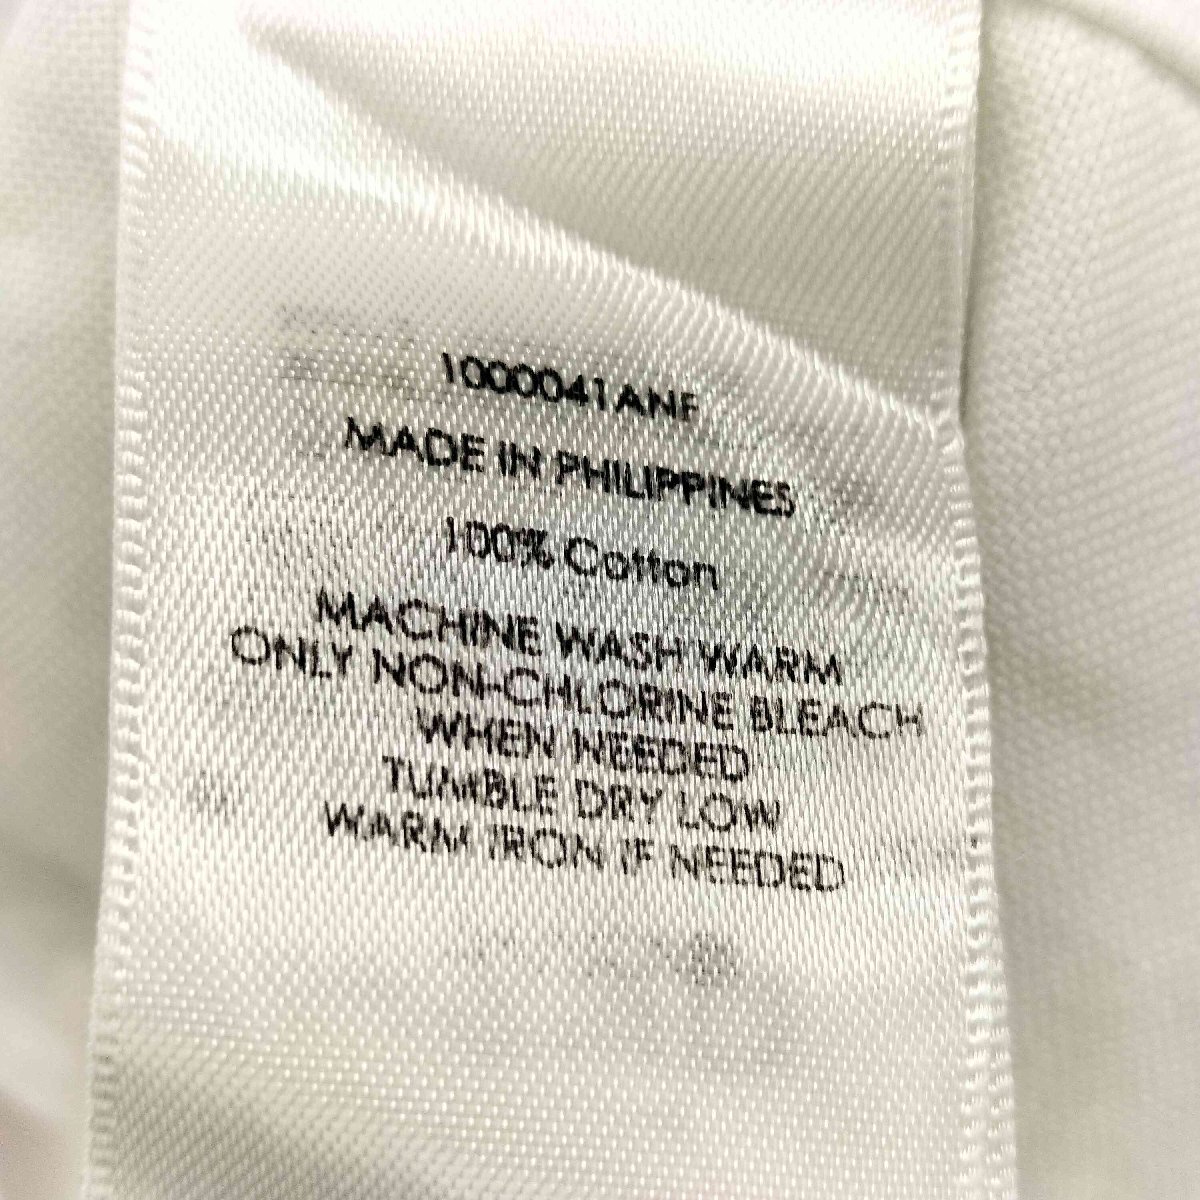 1000041ANF
MADE IN PHILIPPINES
100% Cotton
MACHINE WASH WARM
ONLY NON-CHLORINE BLEACH
WHEN NEEDED
TUMBLE DRY LOW
WARM IRON IF NEEDED